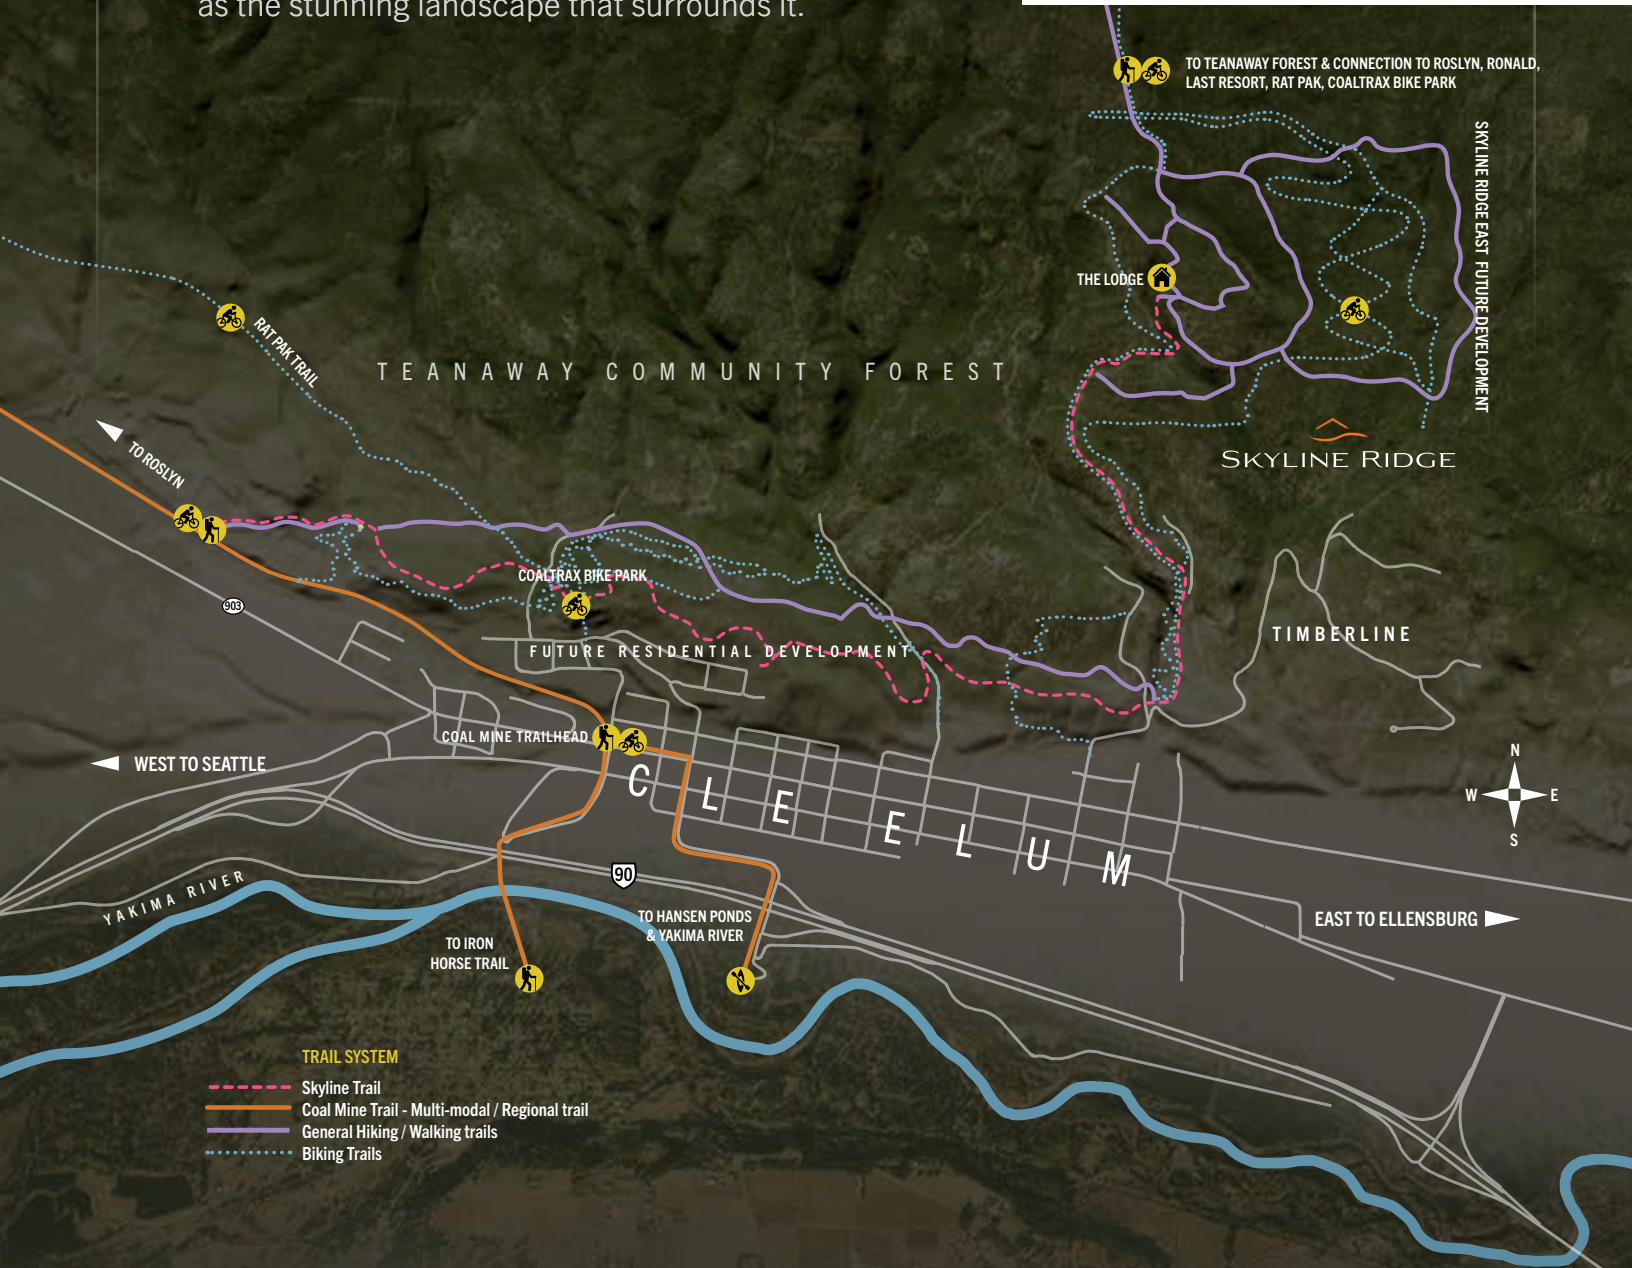 as the stunning landscape that surrounds it.
TO TEANAWAY FOREST & CONNECTION TO ROSLYN, RONALD,
LAST RESORT, RAT PAK, COALTRAX BIKE PARK
SKYLINE RIDGE EAST FUTURE DEVELOPMENT
THE LODGE
RAT PAK TRAIL
TEANAWAY COMMUNITY FOREST
TO ROSLYN
SKYLINE RIDGE
COALTRAX BIKE PARK
903
TIMBERLINE
FUTURE RESIDENTIAL DEVELOPMENT
COAL MINE TRAILHEAD
WEST TO SEATTLE
N
W E
S
CLE ELUM
90
YAKIMA RIVER
TO HANSEN PONDS
& YAKIMA RIVER
EAST TO ELLENSBURG
TO IRON
HORSE TRAIL
TRAIL SYSTEM
Skyline Trail
Coal Mine Trail - Multi-modal / Regional trail
General Hiking / Walking trails
Biking Trails